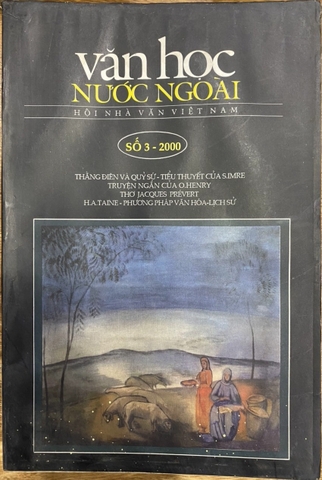 văn học
NƯỚC NGOÀI
HỘI NHÀ VĂN VIỆT NAM
SỐ 3 - 2000
THẰNG ĐIÊN VÀ QUỶ SỨ - TIỂU THUYẾT CỦA S.IMRE
TRUYỆN NGẮN CỦA O.HENRY
THƠ JACQUES PRÉVERT
H.A.TAINE - PHƯƠNG PHÁP VĂN HÓA-LỊCH SỬ